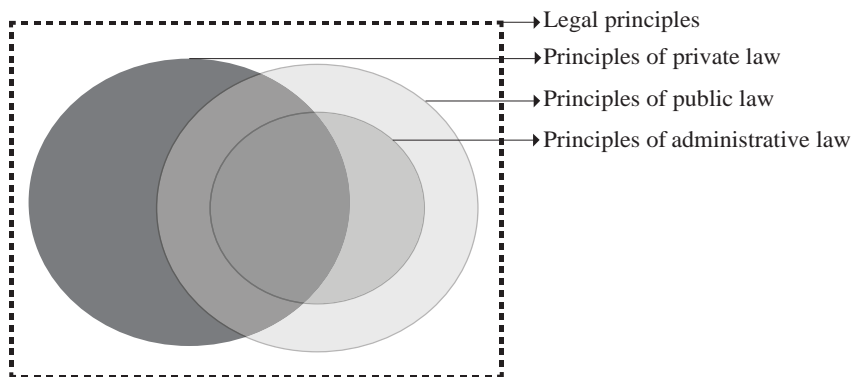 Legal principles
Principles of private law
Principles of public law
Principles of administrative law